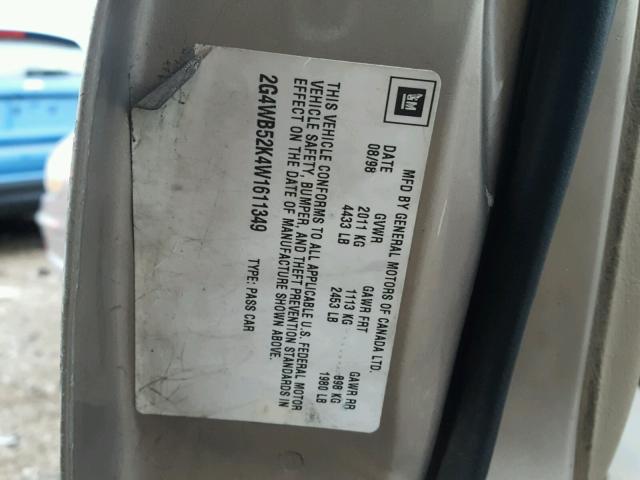 GM
MFD BY GENERAL MOTORS OF CANADA LTD.
DATE GVWR GAWR FRT GAWR RR
08/98 2011 KG 1113 KG 898 KG
4433 LB 2453 LB 1980 LB
THIS VEHICLE CONFORMS TO ALL APPLICABLE U.S. FEDERAL MOTOR
VEHICLE SAFETY, BUMPER, AND THEFT PREVENTION STANDARDS IN
EFFECT ON THE DATE OF MANUFACTURE SHOWN ABOVE.
2G4WB52K4W1611349 TYPE: PASS CAR